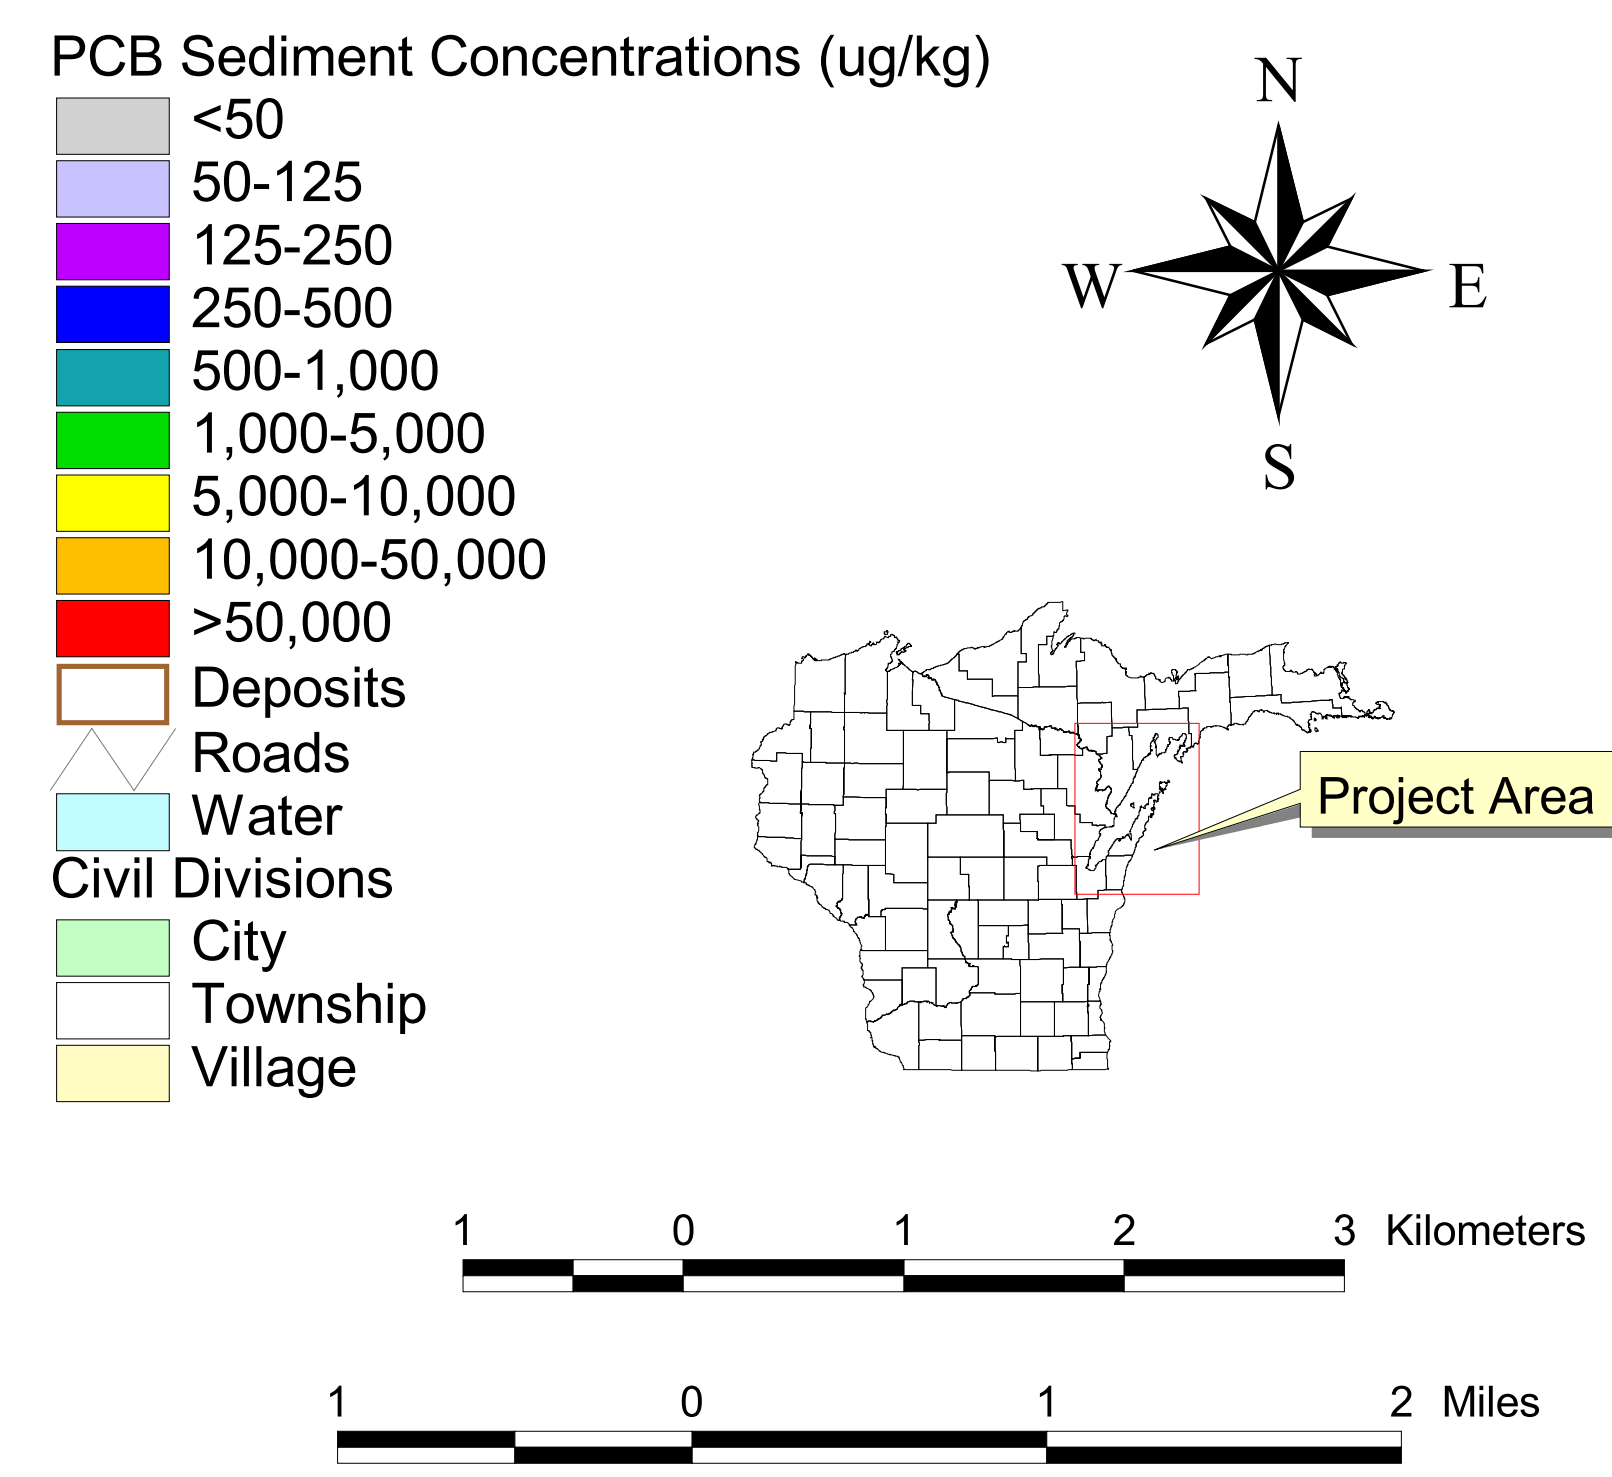 PCB Sediment Concentrations (ug/kg)
<50
50-125
125-250
250-500
500-1,000
1,000-5,000
5,000-10,000
10,000-50,000
>50,000
Deposits
Roads
Water
Civil Divisions
City
Township
Village
N
W E
S
Project Area
1 0 1 2 3 Kilometers
1 0 1 2 Miles